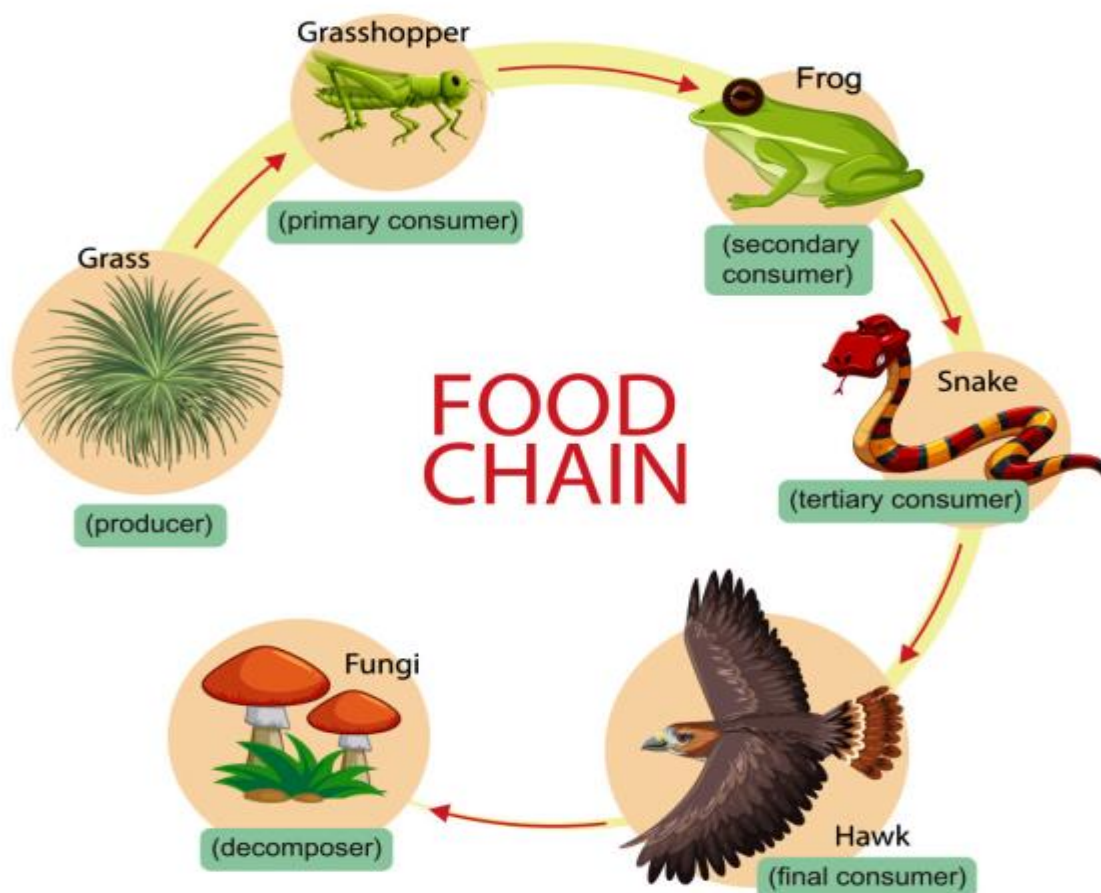 Grasshopper
(primary consumer)
Frog
(secondary
consumer)
Grass
(producer)
FOOD
CHAIN
Snake
(tertiary consumer)
Hawk
(final consumer)
Fungi
(decomposer)